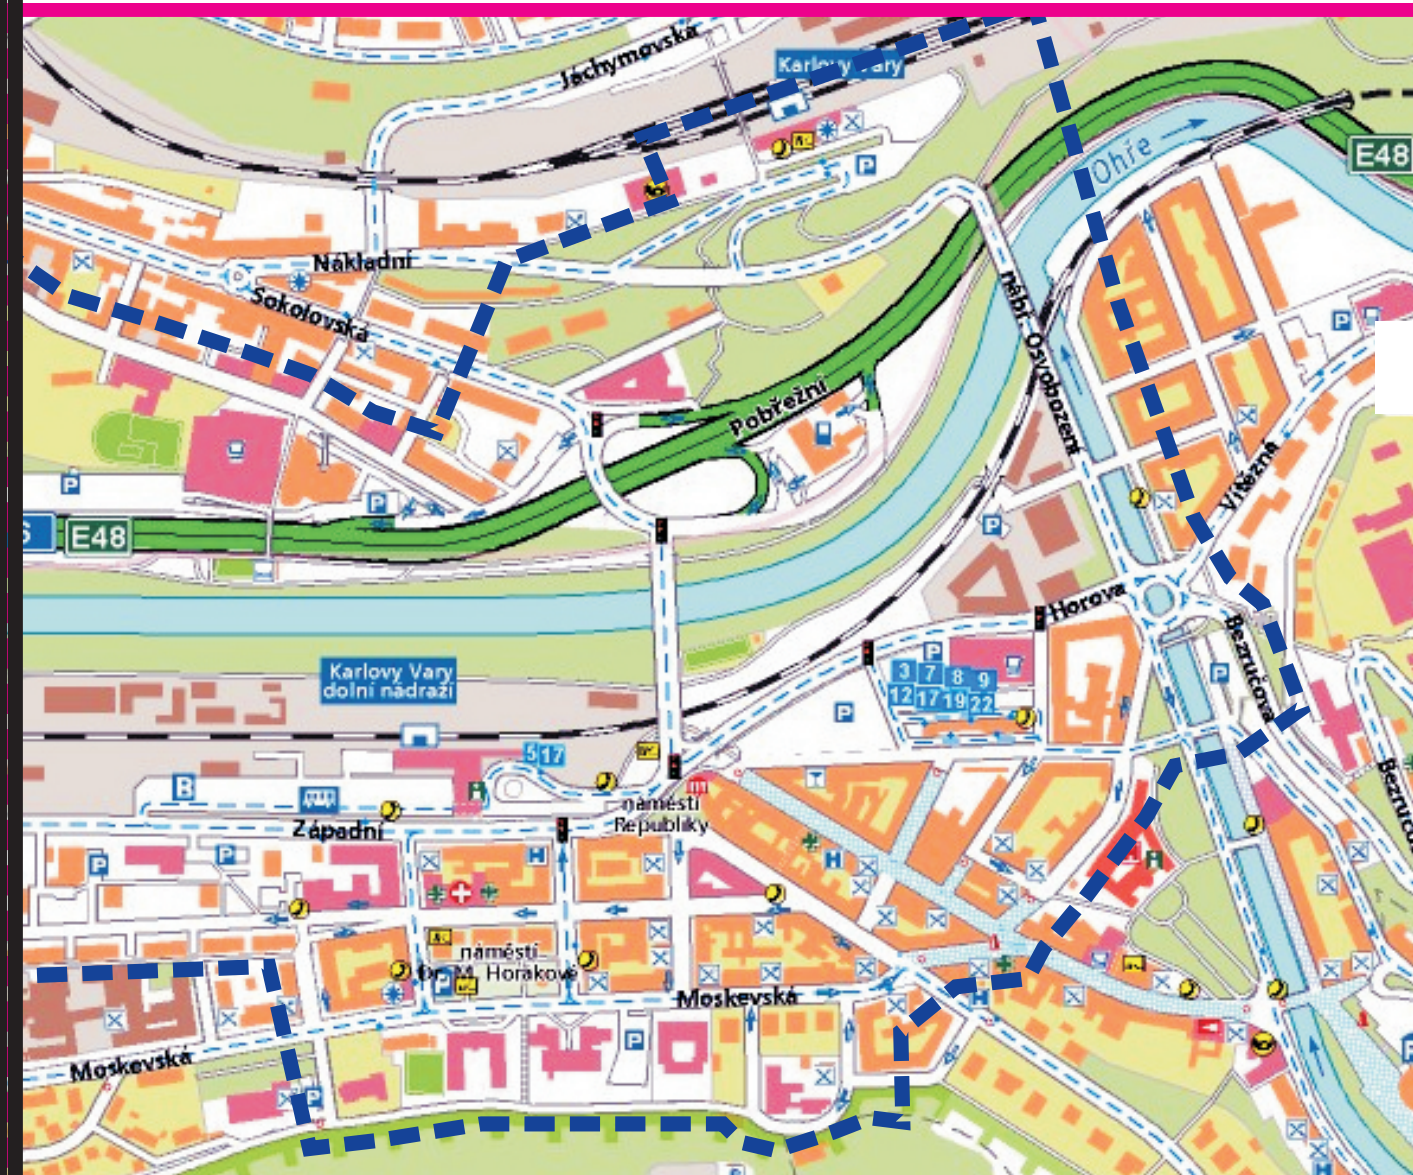 Jáchymovská
Karlovy Vary
P
E48
Ohře
Nákladní
Sokolovská
nábř. Osvobození
P
Pobřežní
Vítězná
P
P
P
E48
Horova
Bezručova
P
P
Karlovy Vary
dolní nádraží
3 7 8 9
12 17 19 22
P
5 17
B
náměstí
Republiky
Západní
Bezručo
P
P
H
H
náměstí
Dr. M. Horákové
P
H
Moskevská
P
Moskevská
P